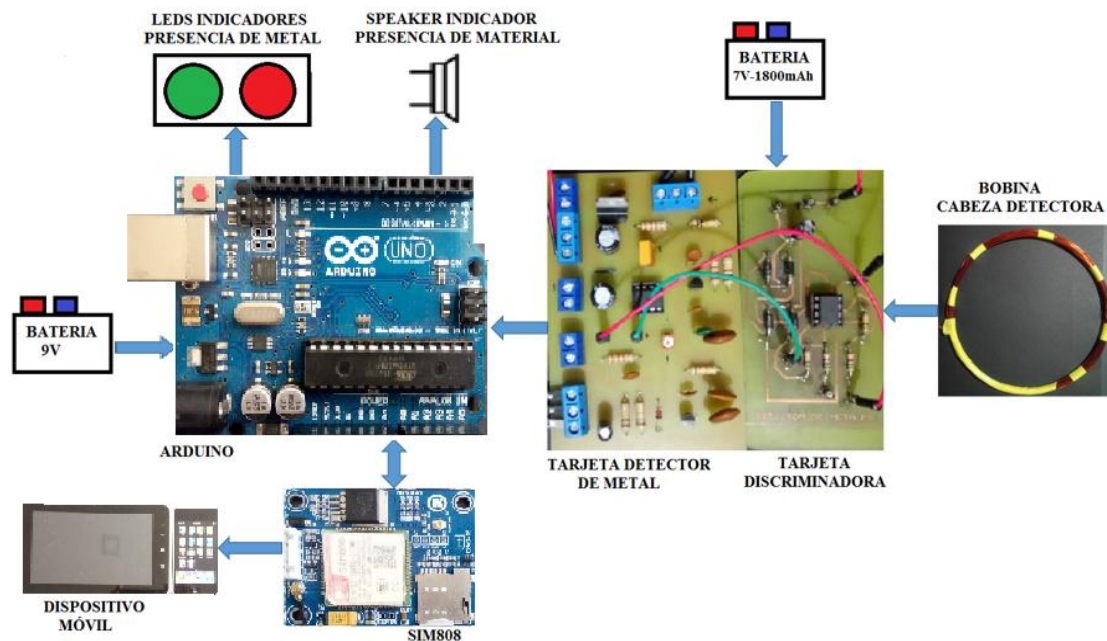 LEDS INDICADORES
PRESENCIA DE METAL
SPEAKER INDICADOR
PRESENCIA DE MATERIAL
BATERIA
7V-1800mAh
BOBINA
CABEZA DETECTORA
UNO
ARDUINO
BATERIA
9V
ARDUINO
TARJETA DETECTOR
DE METAL
TARJETA
DISCRIMINADORA
DISPOSITIVO
MÓVIL
SIM808